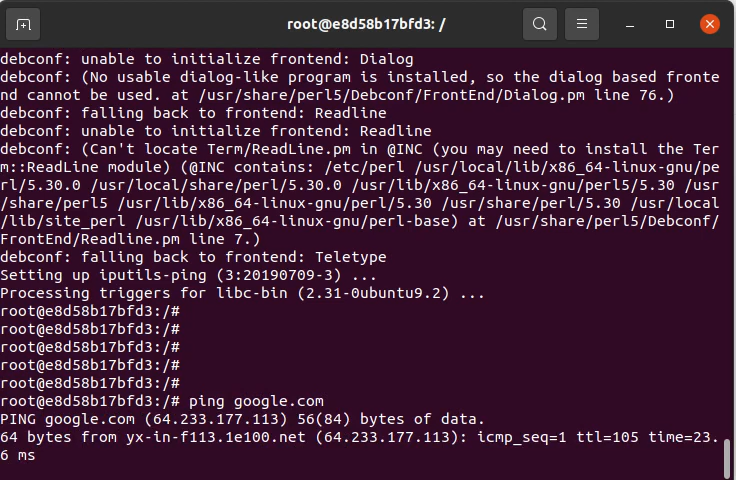 root@e8d58b17bfd3: /
debconf: unable to initialize frontend: Dialog
debconf: (No usable dialog-like program is installed, so the dialog based fronte
nd cannot be used. at /usr/share/perl5/Debconf/FrontEnd/Dialog.pm line 76.)
debconf: falling back to frontend: Readline
debconf: unable to initialize frontend: Readline
debconf: (Can't locate Term/ReadLine.pm in @INC (you may need to install the Ter
m::ReadLine module) (@INC contains: /etc/perl /usr/local/lib/x86_64-linux-gnu/pe
rl/5.30.0 /usr/local/share/perl/5.30.0 /usr/lib/x86_64-linux-gnu/perl5/5.30 /usr
/share/perl5 /usr/lib/x86_64-linux-gnu/perl/5.30 /usr/share/perl/5.30 /usr/local
/lib/site_perl /usr/lib/x86_64-linux-gnu/perl-base) at /usr/share/perl5/Debconf/
FrontEnd/Readline.pm line 7.)
debconf: falling back to frontend: Teletype
Setting up iputils-ping (3:20190709-3) ...
Processing triggers for libc-bin (2.31-0ubuntu9.2) ...
root@e8d58b17bfd3:/#
root@e8d58b17bfd3:/#
root@e8d58b17bfd3:/#
root@e8d58b17bfd3:/#
root@e8d58b17bfd3:/#
root@e8d58b17bfd3:/# ping google.com
PING google.com (64.233.177.113) 56(84) bytes of data.
64 bytes from yx-in-f113.1e100.net (64.233.177.113): icmp_seq=1 ttl=105 time=23.
6 ms